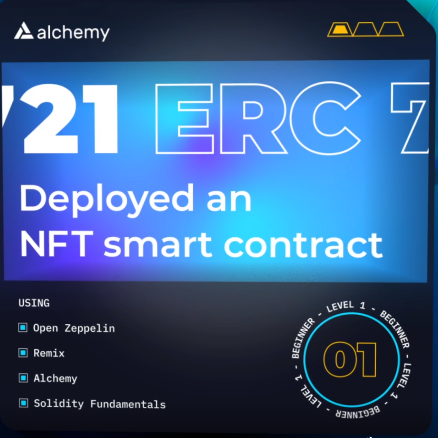 alchemy
721 ERC 7
Deployed an
NFT smart contract
USING
Open Zeppelin
Remix
Alchemy
Solidity Fundamentals
BEGINNER - LEVEL 1 - BEGINNER - LEVEL 1 - BEGINNER - LEVEL 1 -
01